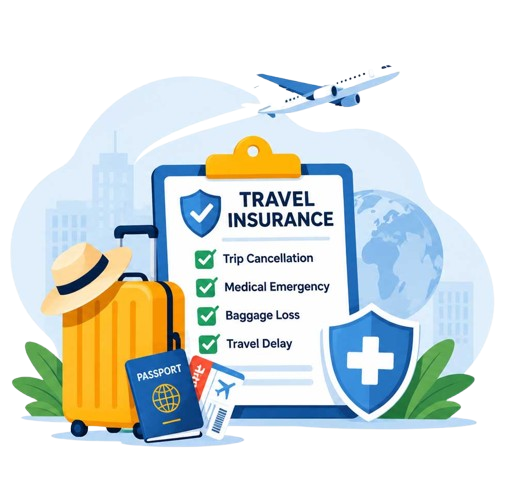 TRAVEL
INSURANCE
Trip Cancellation
Medical Emergency
Baggage Loss
Travel Delay
PASSPORT